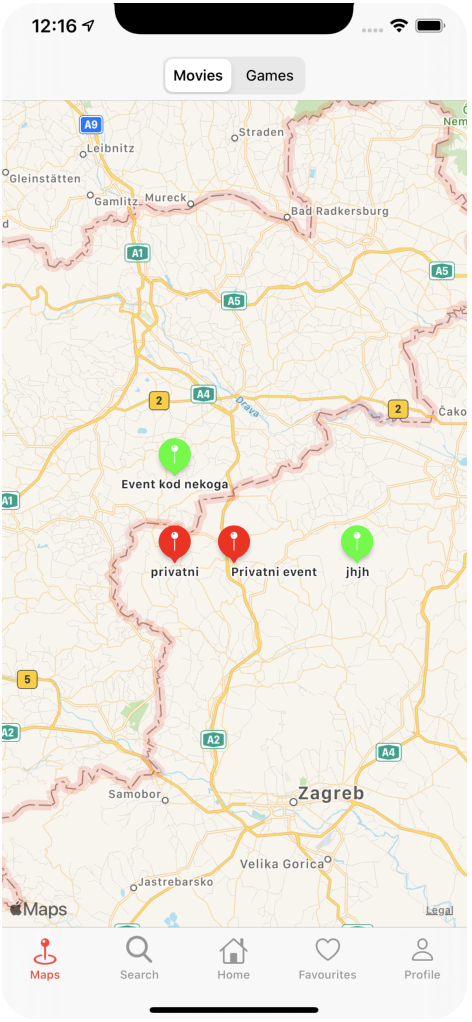 12:16
Movies
Games
A9
Straden
Leibnitz
Gleinstätten
Gamlitz
Mureck
Bad Radkersburg
A1
A5
A5
A4
2
Drava
2
Event kod nekoga
A1
privatni
Privatni event
jhjh
5
A2
A2
A4
Samobor
Zagreb
Velika Gorica
Jastrebarsko
Maps
Legal
Maps
Search
Home
Favourites
Profile